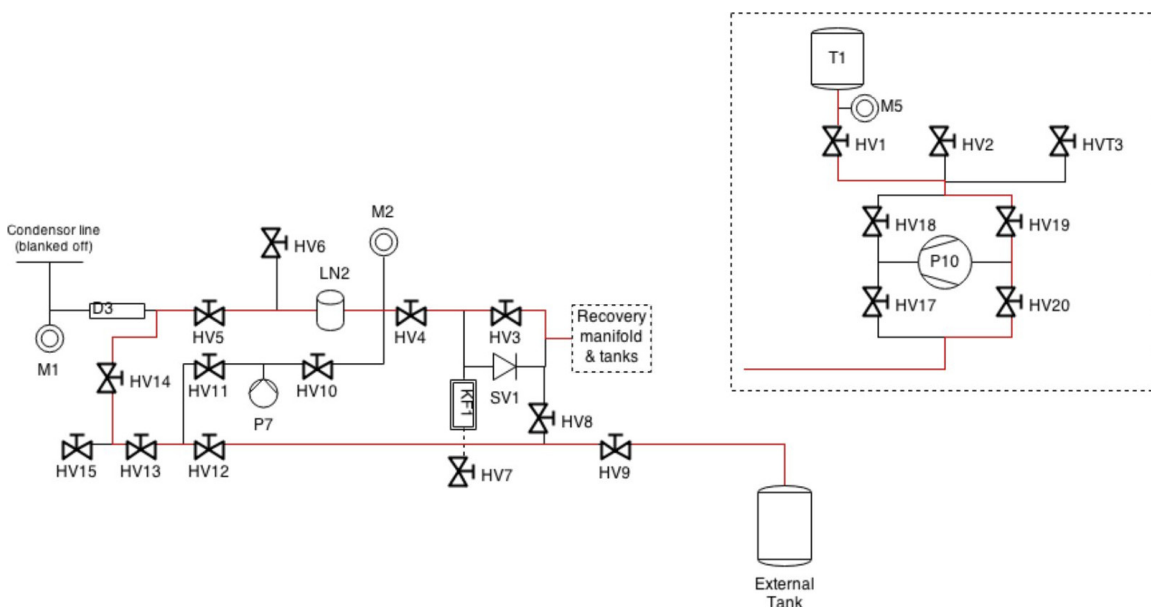 T1
M5
HV1
HV2
HVT3
HV18
HV19
P10
HV17
HV20
Condensor line
(blanked off)
M2
HV6
LN2
D3
M1
HV5
HV4
HV3
Recovery
manifold
& tanks
HV14
HV11
P7
HV10
KF1
SV1
HV8
HV15
HV13
HV12
HV7
HV9
External
Tank